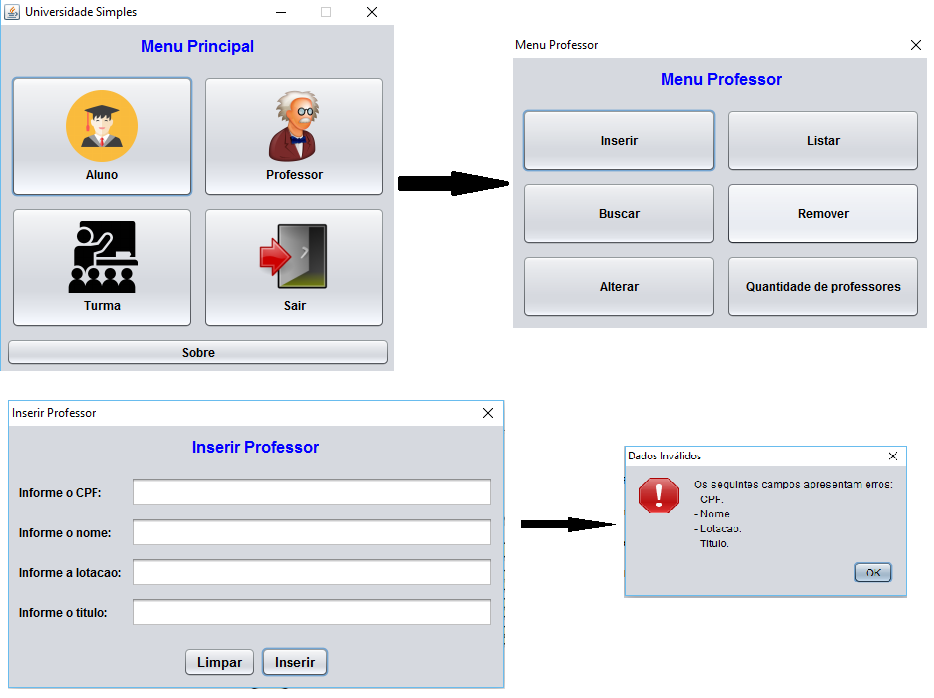 Universidade Simples
Menu Principal
Aluno
Professor
Turma
Sair
Sobre
Menu Professor
Menu Professor
Inserir
Listar
Buscar
Remover
Alterar
Quantidade de professores
Inserir Professor
Inserir Professor
Informe o CPF:
Informe o nome:
Informe a lotacao:
Informe o titulo:
Limpar
Inserir
Dados Inválidos
Os seguintes campos apresentam erros:
CPF.
- Nome
- Lotacao.
Titulo.
OK